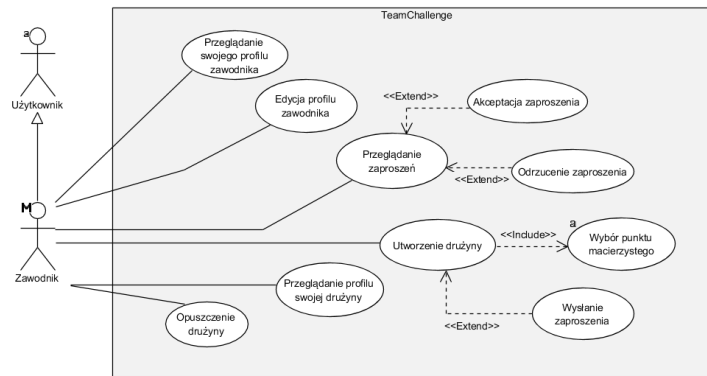 TeamChallenge
a
Użytkownik
Przeglądanie
swojego profilu
zawodnika
Edycja profilu
zawodnika
<<Extend>>
Akceptacja zaproszenia
Przeglądanie
zaproszeń
<<Extend>>
Odrzucenie zaproszenia
M
Zawodnik
Utworzenie drużyny
<<Include>>
a
Wybór punktu
macierzystego
Przeglądanie profilu
swojej drużyny
Opuszczenie
drużyny
<<Extend>>
Wysłanie
zaproszenia